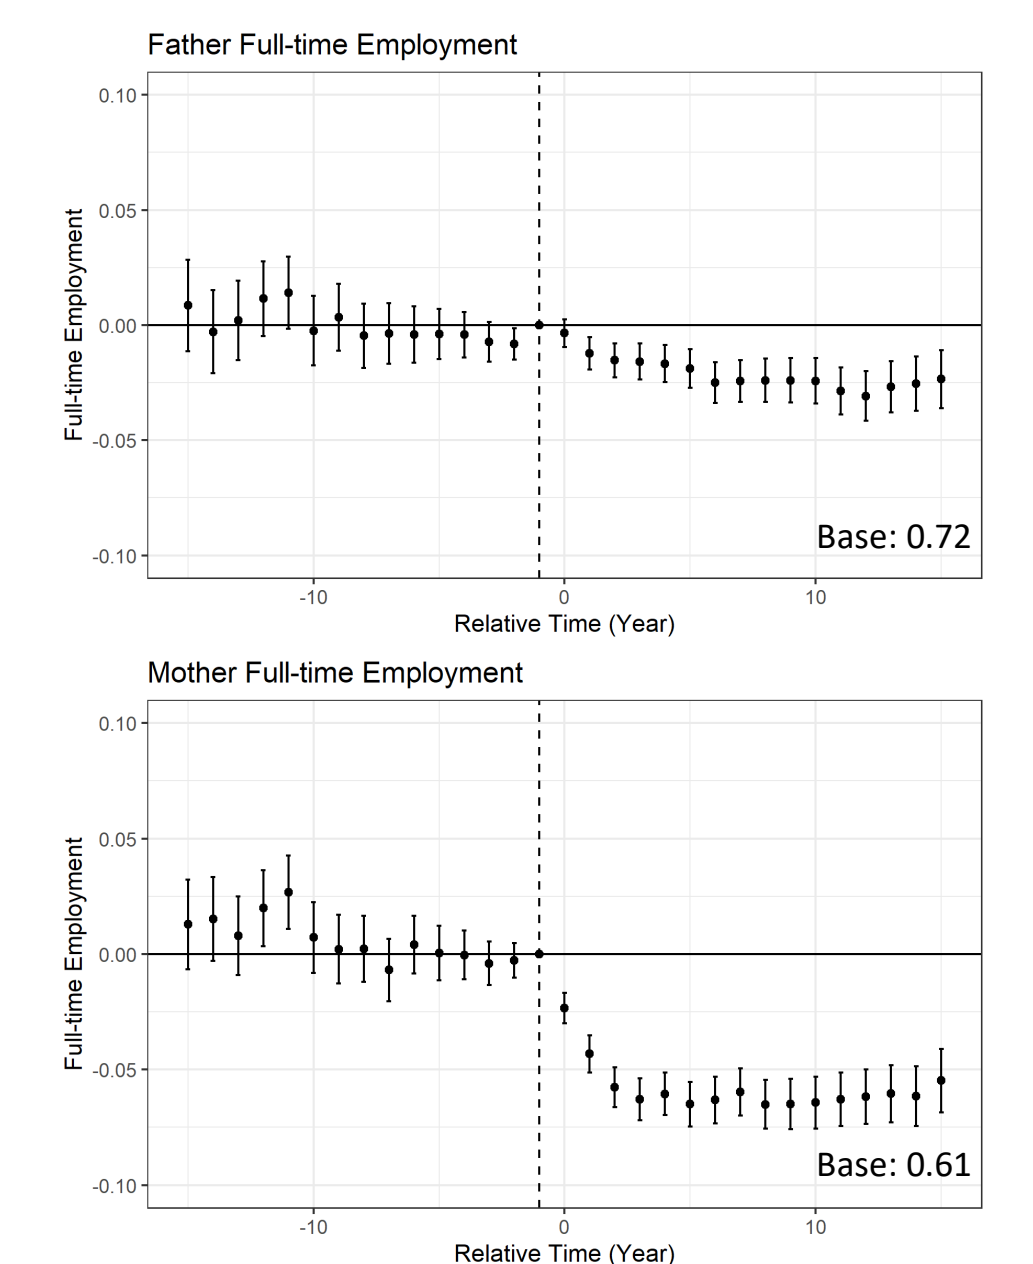 Father Full-time Employment
0.10
0.05
0.00
-0.05
-0.10
Full-time Employment
Base: 0.72
-10 0 10
Relative Time (Year)
Mother Full-time Employment
0.10
0.05
0.00
-0.05
-0.10
Full-time Employment
Base: 0.61
-10 0 10
Relative Time (Year)